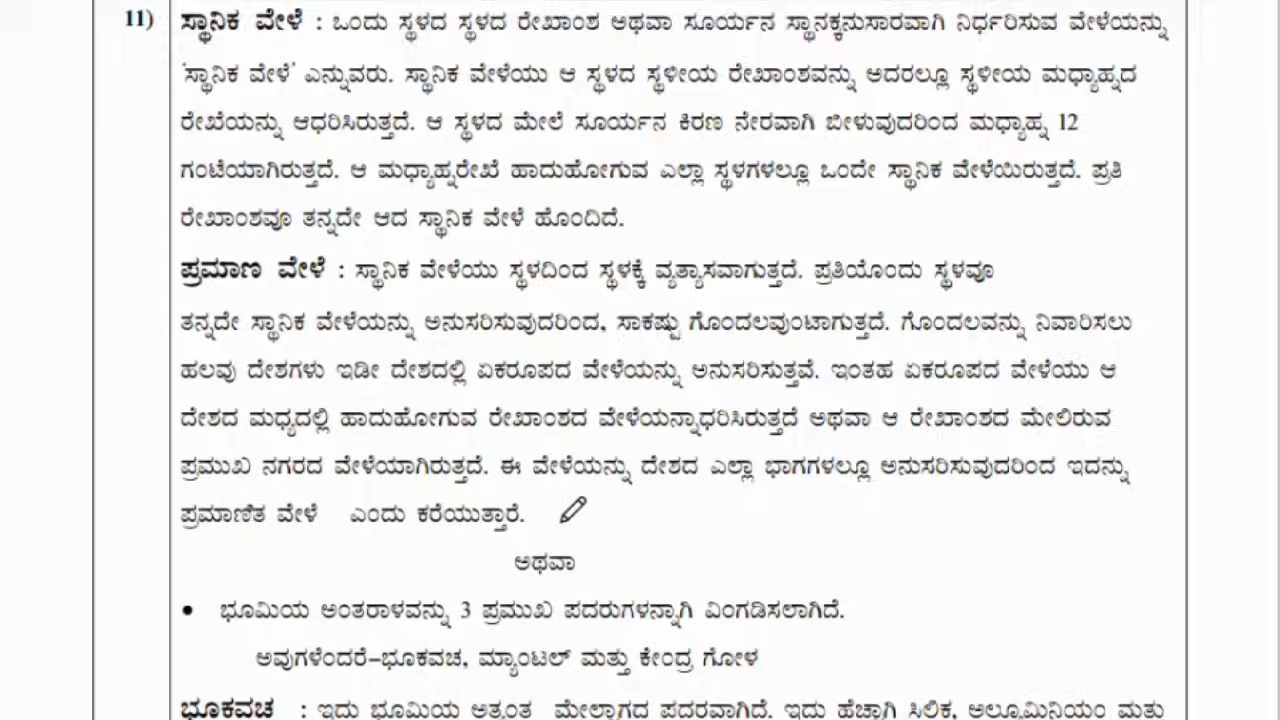 11) ಸ್ಥಾನಿಕ ವೇಳೆ : ಒಂದು ಸ್ಥಳದ ಸ್ಥಳದ ರೇಖಾಂಶ ಅಥವಾ ಸೂರ್ಯನ ಸ್ಥಾನಕ್ಕನುಸಾರವಾಗಿ ನಿರ್ಧರಿಸುವ ವೇಳೆಯನ್ನು
'ಸ್ಥಾನಿಕ ವೇಳೆ' ಎನ್ನುವರು. ಸ್ಥಾನಿಕ ವೇಳೆಯು ಆ ಸ್ಥಳದ ಸ್ಥಳೀಯ ರೇಖಾಂಶವನ್ನು ಅದರಲ್ಲೂ ಸ್ಥಳೀಯ ಮಧ್ಯಾಹ್ನದ
ರೇಖೆಯನ್ನು ಆಧರಿಸಿರುತ್ತದೆ. ಆ ಸ್ಥಳದ ಮೇಲೆ ಸೂರ್ಯನ ಕಿರಣ ನೇರವಾಗಿ ಬೀಳುವುದರಿಂದ ಮಧ್ಯಾಹ್ನ 12
ಗಂಟೆಯಾಗಿರುತ್ತದೆ. ಆ ಮಧ್ಯಾಹ್ನರೇಖೆ ಹಾದುಹೋಗುವ ಎಲ್ಲಾ ಸ್ಥಳಗಳಲ್ಲೂ ಒಂದೇ ಸ್ಥಾನಿಕ ವೇಳೆಯಿರುತ್ತದೆ. ಪ್ರತಿ
ರೇಖಾಂಶವೂ ತನ್ನದೇ ಆದ ಸ್ಥಾನಿಕ ವೇಳೆ ಹೊಂದಿದೆ.
ಪ್ರಮಾಣ ವೇಳೆ : ಸ್ಥಾನಿಕ ವೇಳೆಯು ಸ್ಥಳದಿಂದ ಸ್ಥಳಕ್ಕೆ ವ್ಯತ್ಯಾಸವಾಗುತ್ತದೆ. ಪ್ರತಿಯೊಂದು ಸ್ಥಳವೂ
ತನ್ನದೇ ಸ್ಥಾನಿಕ ವೇಳೆಯನ್ನು ಅನುಸರಿಸುವುದರಿಂದ, ಸಾಕಷ್ಟು ಗೊಂದಲವುಂಟಾಗುತ್ತದೆ. ಗೊಂದಲವನ್ನು ನಿವಾರಿಸಲು
ಹಲವು ದೇಶಗಳು ಇಡೀ ದೇಶದಲ್ಲಿ ಏಕರೂಪದ ವೇಳೆಯನ್ನು ಅನುಸರಿಸುತ್ತವೆ. ಇಂತಹ ಏಕರೂಪದ ವೇಳೆಯು ಆ
ದೇಶದ ಮಧ್ಯದಲ್ಲಿ ಹಾದುಹೋಗುವ ರೇಖಾಂಶದ ವೇಳೆಯನ್ನಾಧರಿಸಿರುತ್ತದೆ ಅಥವಾ ಆ ರೇಖಾಂಶದ ಮೇಲಿರುವ
ಪ್ರಮುಖ ನಗರದ ವೇಳೆಯಾಗಿರುತ್ತದೆ. ಈ ವೇಳೆಯನ್ನು ದೇಶದ ಎಲ್ಲಾ ಭಾಗಗಳಲ್ಲೂ ಅನುಸರಿಸುವುದರಿಂದ ಇದನ್ನು
ಪ್ರಮಾಣಿತ ವೇಳೆ ಎಂದು ಕರೆಯುತ್ತಾರೆ.
ಅಥವಾ
• ಭೂಮಿಯ ಅಂತರಾಳವನ್ನು 3 ಪ್ರಮುಖ ಪದರುಗಳನ್ನಾಗಿ ವಿಂಗಡಿಸಲಾಗಿದೆ.
ಅವುಗಳೆಂದರೆ–ಭೂಕವಚ, ಮ್ಯಾಂಟಲ್ ಮತ್ತು ಕೇಂದ್ರ ಗೋಳ
ಭೂಕವಚ : ಇದು ಭೂಮಿಯ ಅತ್ಯಂತ ಮೇಲ್ಭಾಗದ ಪದರವಾಗಿದೆ. ಇದು ಹೆಚ್ಚಾಗಿ ಸಿಲಿಕ, ಅಲ್ಯೂಮಿನಿಯಂ ಮತ್ತು